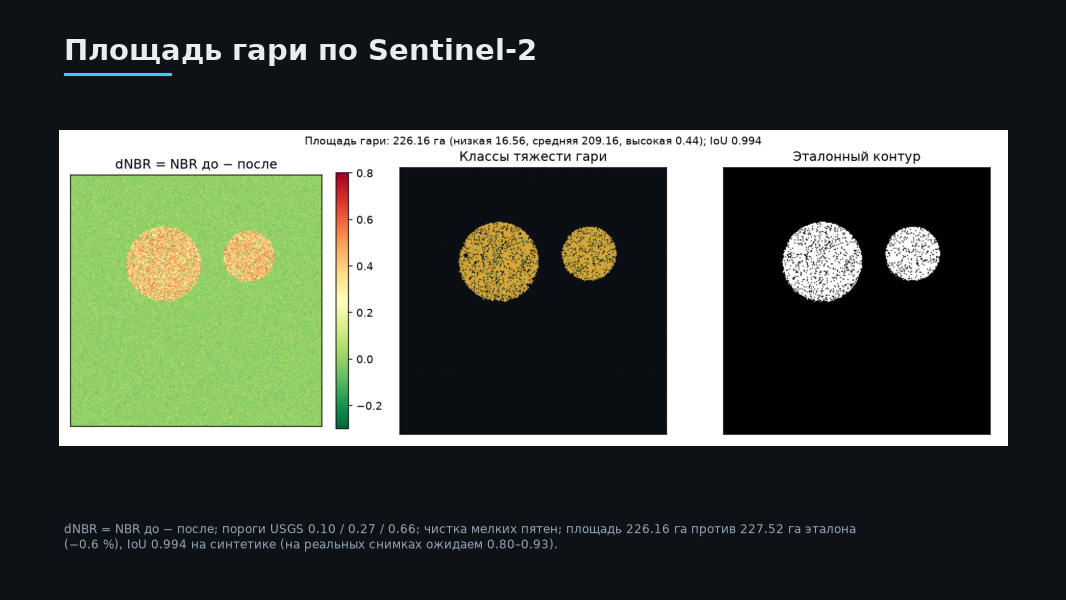 Площадь гари по Sentinel-2
Площадь гари: 226.16 га (низкая 16.56, средняя 209.16, высокая 0.44); IoU 0.994
dNBR = NBR до − после
Классы тяжести гари
Эталонный контур
0.8
0.6
0.4
0.2
0.0
−0.2
dNBR = NBR до − после; пороги USGS 0.10 / 0.27 / 0.66; чистка мелких пятен; площадь 226.16 га против 227.52 га эталона
(−0.6 %), IoU 0.994 на синтетике (на реальных снимках ожидаем 0.80–0.93).